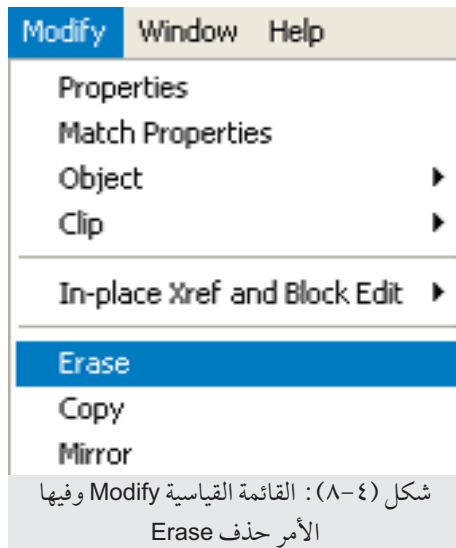 Modify Window Help
Properties
Match Properties
Object
Clip
In-place Xref and Block Edit
Erase
Copy
Mirror
شكل (٤-٨): القائمة القياسية Modify وفيها
الأمر حذف Erase